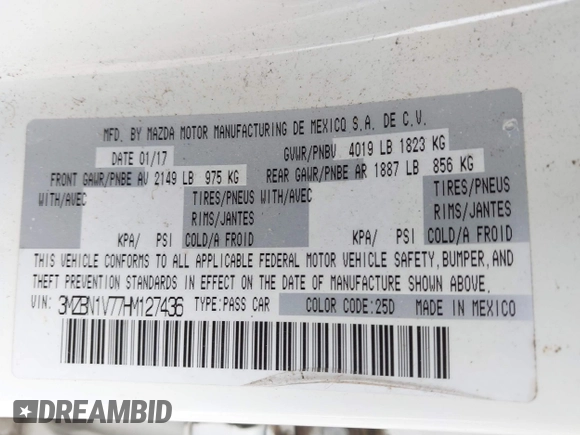 MFD. BY MAZDA MOTOR MANUFACTURING DE MEXICO S.A. DE C.V.
DATE 01/17 GVWR/PNBV 4019 LB 1823 KG
FRONT GAWR/PNBE AV 2149 LB 975 KG REAR GAWR/PNBE AR 1887 LB 856 KG
WITH/AVEC TIRES/PNEUS WITH/AVEC TIRES/PNEUS
RIMS/JANTES RIMS/JANTES
KPA/ PSI COLD/A FROID KPA/ PSI COLD/A FROID
THIS VEHICLE CONFORMS TO ALL APPLICABLE FEDERAL MOTOR VEHICLE SAFETY, BUMPER, AND
THEFT PREVENTION STANDARDS IN EFFECT ON THE DATE OF MANUFACTURE SHOWN ABOVE.
VIN: 3MZBN1V77HM127436 TYPE:PASS CAR COLOR CODE:25D MADE IN MEXICO
DREAMBID